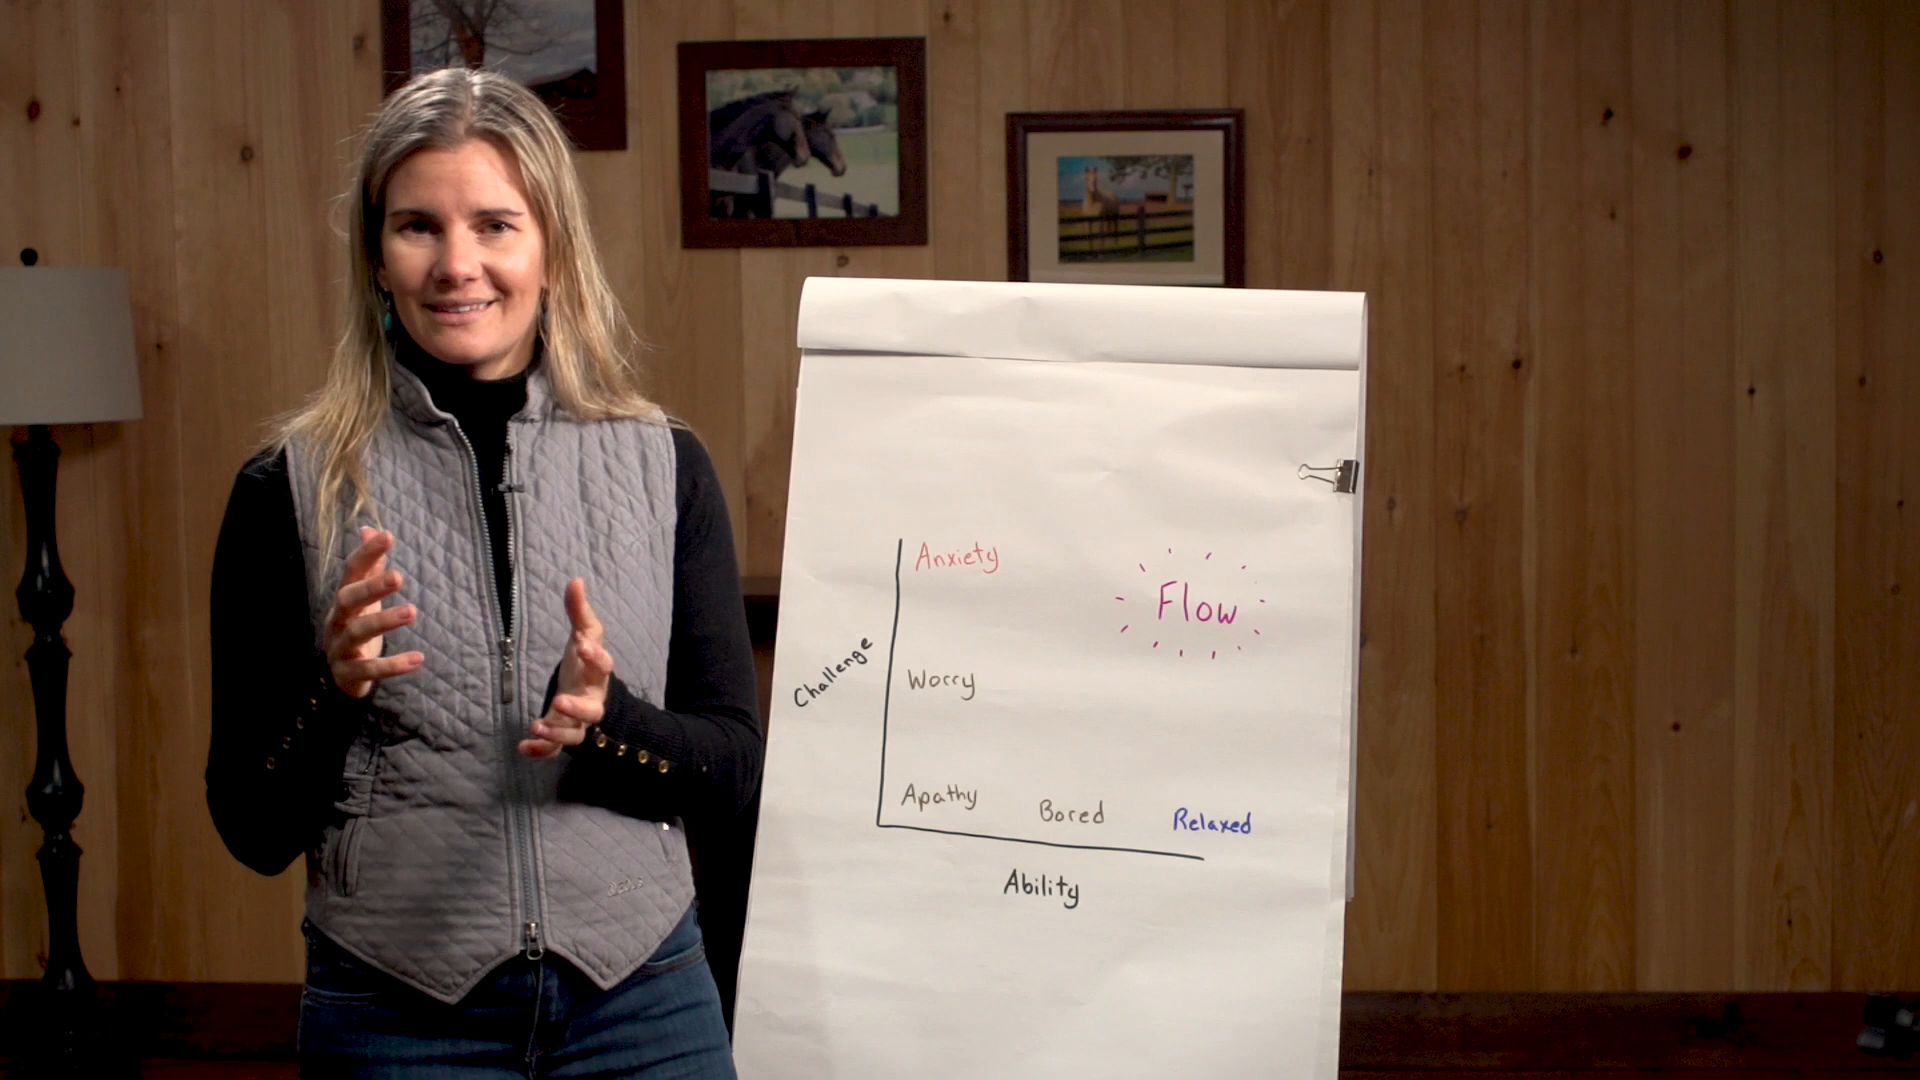 Anxiety
Flow
Challenge
Worry
Apathy
Bored
Relaxed
Ability